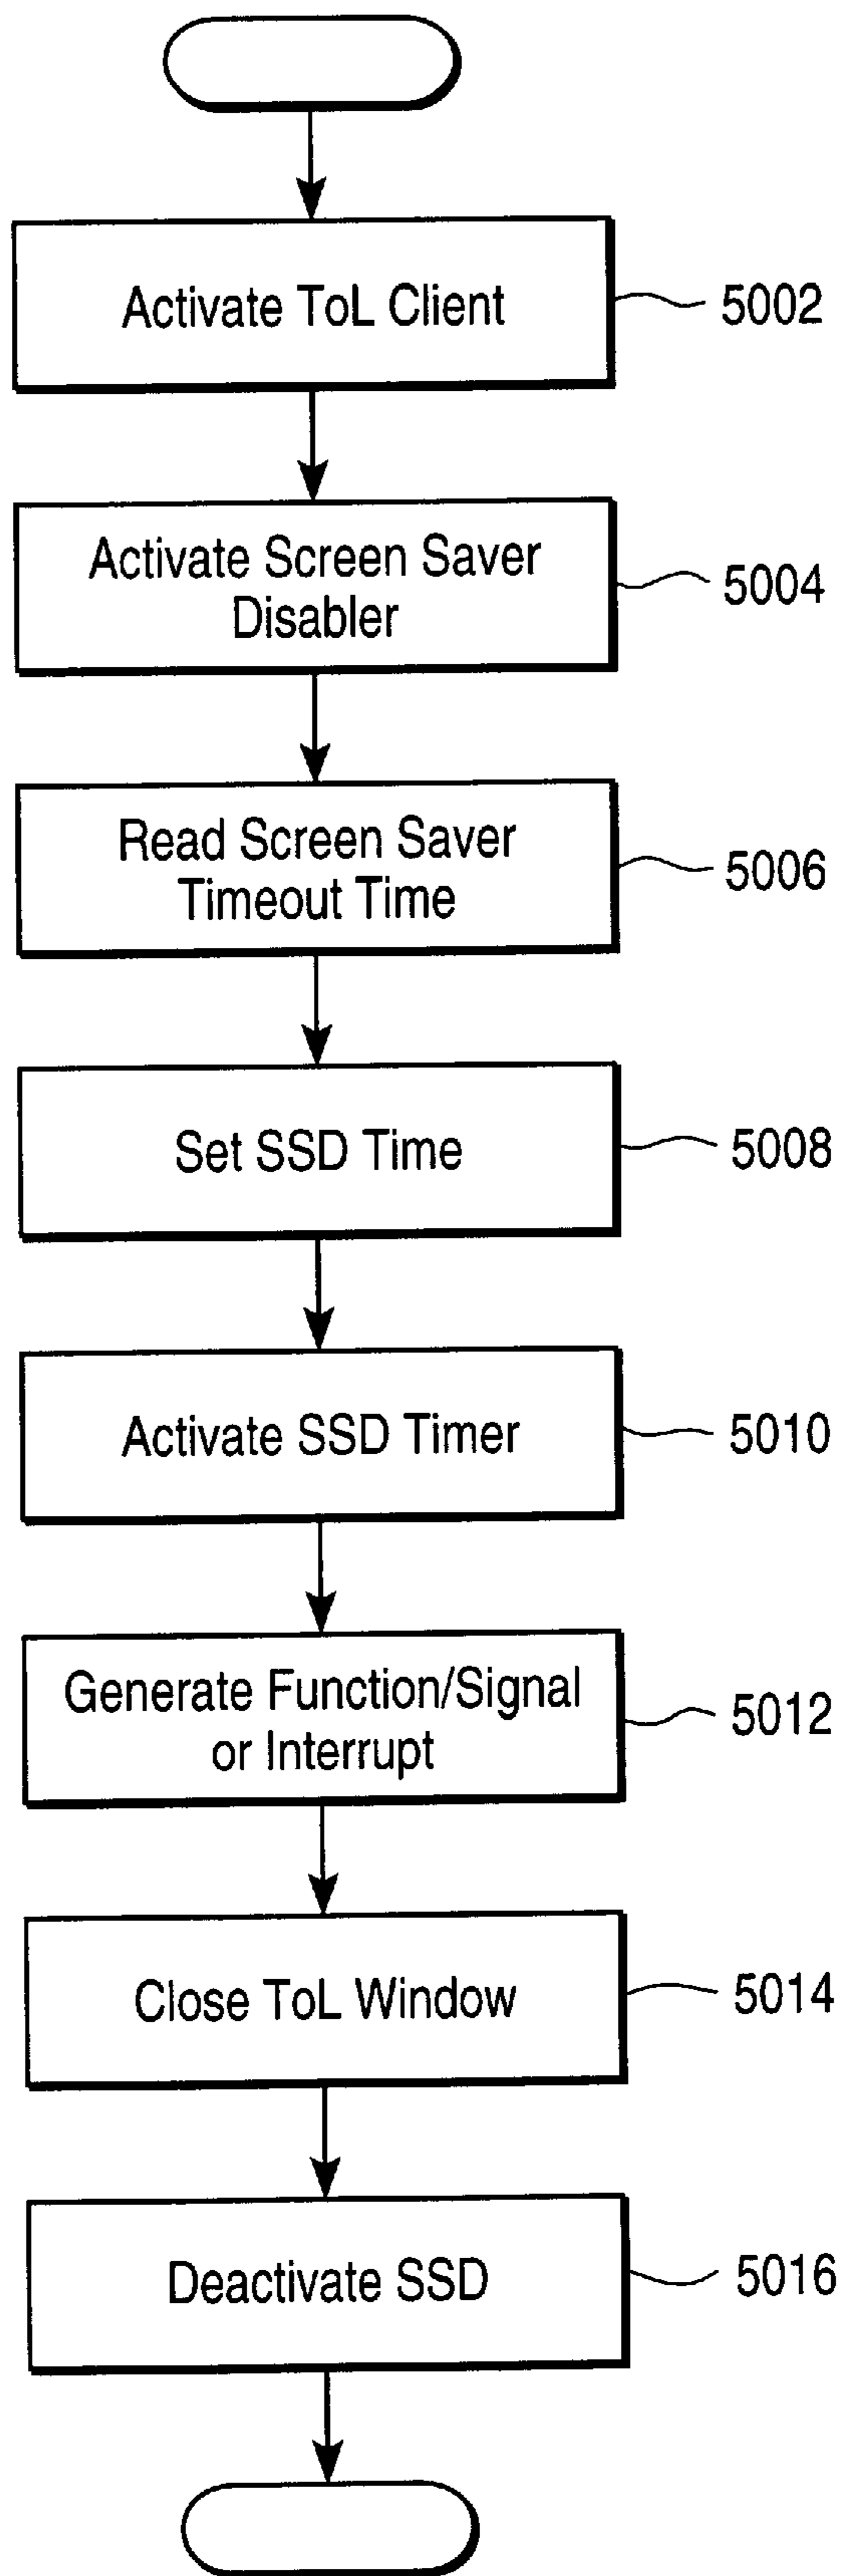 Activate ToL Client
5002
Activate Screen Saver
Disabler
5004
Read Screen Saver
Timeout Time
5006
Set SSD Time
5008
Activate SSD Timer
5010
Generate Function/Signal
or Interrupt
5012
Close ToL Window
5014
Deactivate SSD
5016